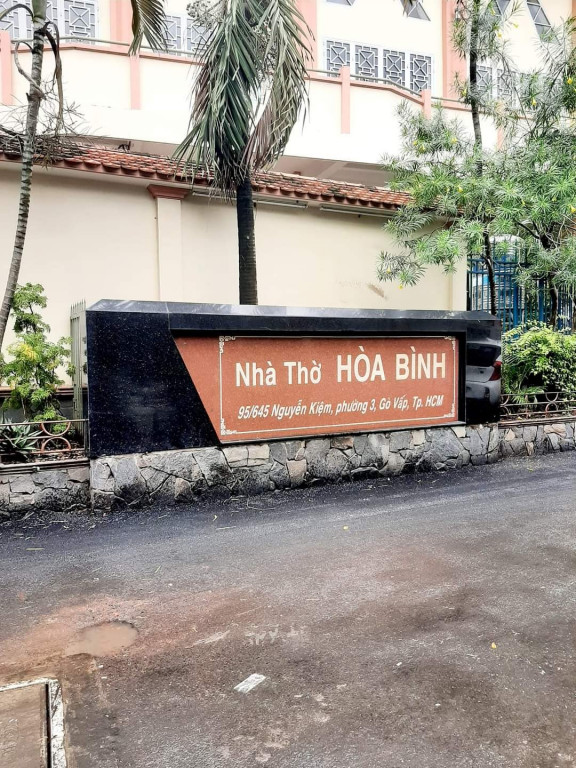 Nhà Thờ HÒA BÌNH
95/645 Nguyễn Kiệm, phường 3, Gò Vấp, Tp. HCM